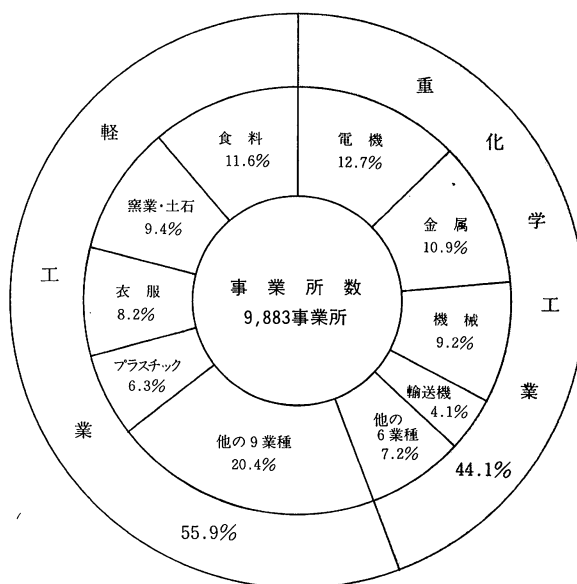 重化学工業
44.1%
軽工業
55.9%
電機
12.7%
金属
10.9%
機械
9.2%
輸送機
4.1%
他の
6業種
7.2%
他の9業種
20.4%
プラスチック
6.3%
衣服
8.2%
窯業・土石
9.4%
食料
11.6%
事業所数
9,883事業所